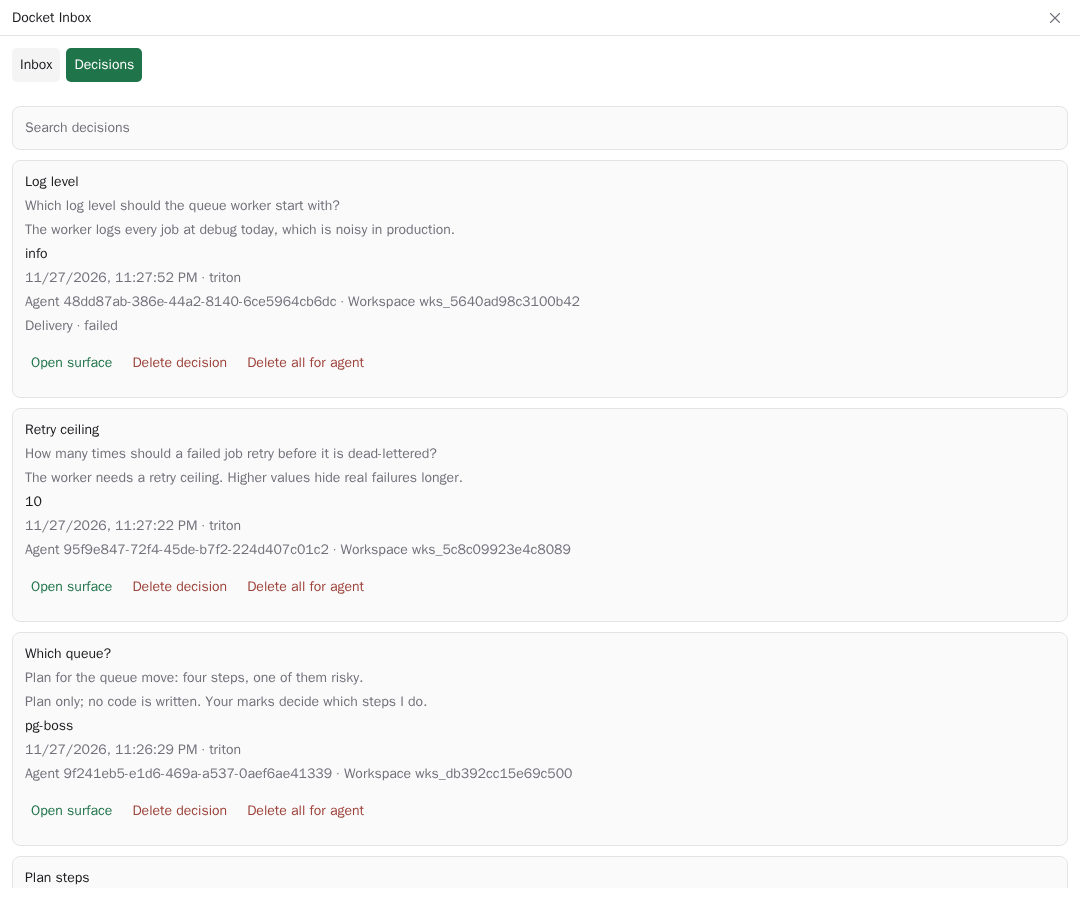 Docket Inbox
Inbox Decisions
Search decisions
Log level
Which log level should the queue worker start with?
The worker logs every job at debug today, which is noisy in production.
info
11/27/2026, 11:27:52 PM · triton
Agent 48dd87ab-386e-44a2-8140-6ce5964cb6dc · Workspace wks_5640ad98c3100b42
Delivery · failed
Open surface Delete decision Delete all for agent
Retry ceiling
How many times should a failed job retry before it is dead-lettered?
The worker needs a retry ceiling. Higher values hide real failures longer.
10
11/27/2026, 11:27:22 PM · triton
Agent 95f9e847-72f4-45de-b7f2-224d407c01c2 · Workspace wks_5c8c09923e4c8089
Open surface Delete decision Delete all for agent
Which queue?
Plan for the queue move: four steps, one of them risky.
Plan only; no code is written. Your marks decide which steps I do.
pg-boss
11/27/2026, 11:26:29 PM · triton
Agent 9f241eb5-e1d6-469a-a537-0aef6ae41339 · Workspace wks_db392cc15e69c500
Open surface Delete decision Delete all for agent
Plan steps